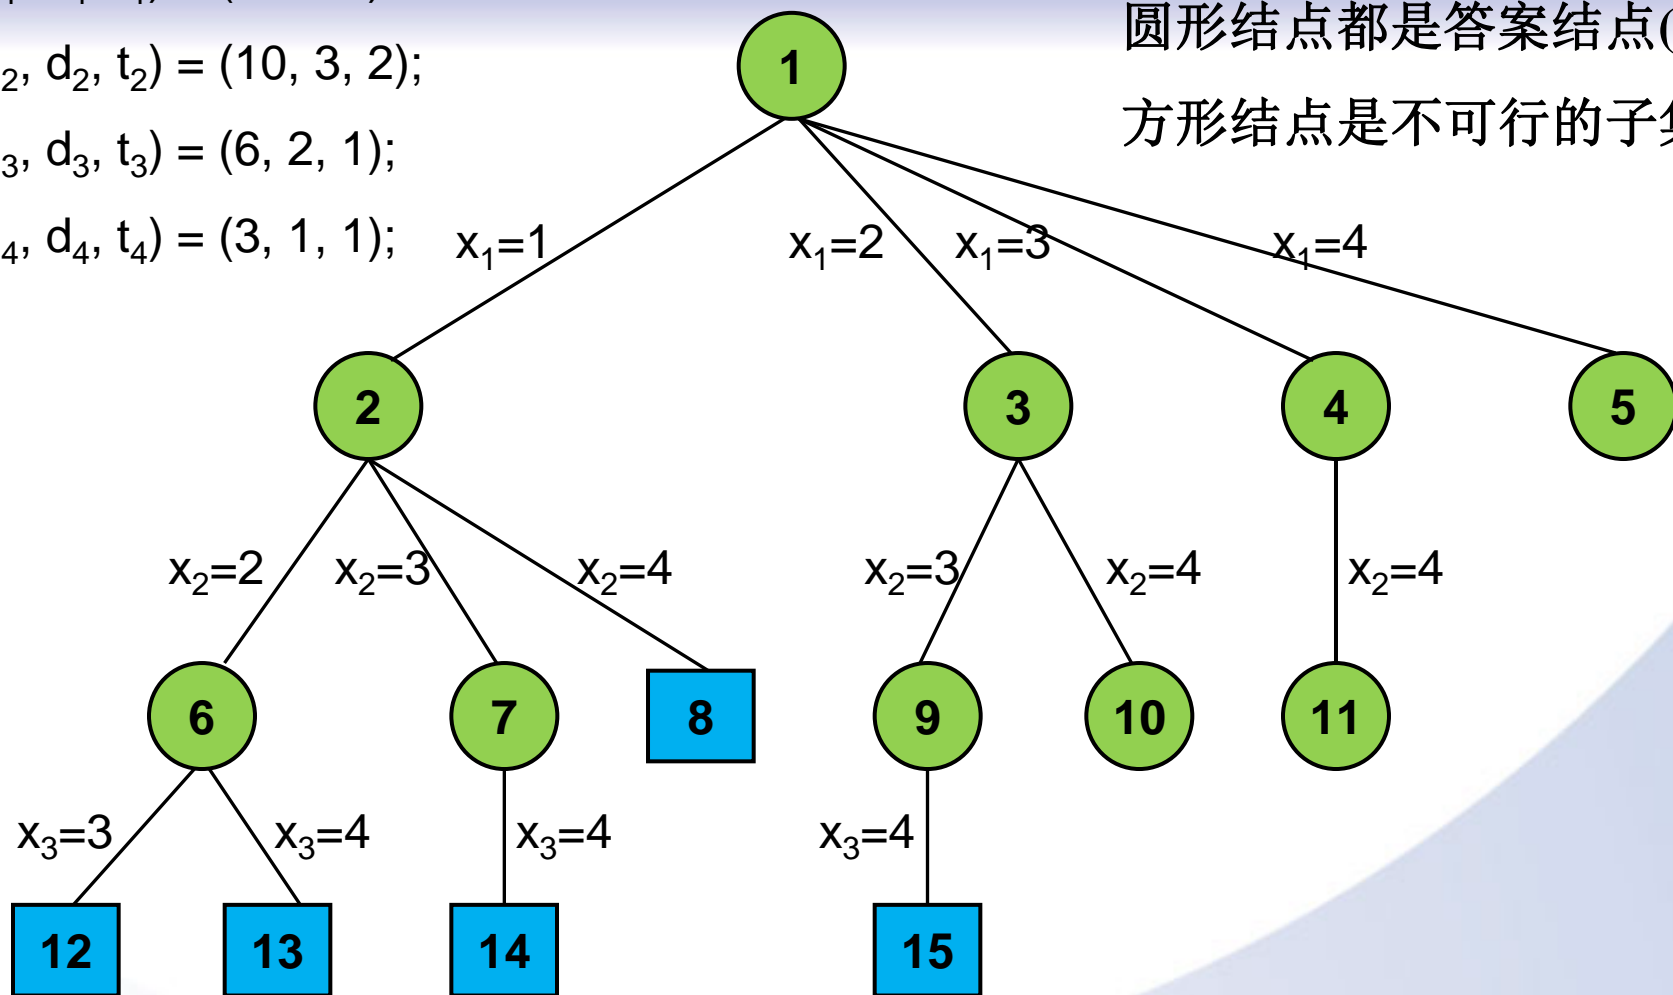 ₂, d₂, t₂) = (10, 3, 2);
₃, d₃, t₃) = (6, 2, 1);
₄, d₄, t₄) = (3, 1, 1);
圆形结点都是答案结点(
方形结点是不可行的子集
1
x₁=1
x₁=2
x₁=3
x₁=4
2
3
4
5
x₂=2
x₂=3
x₂=4
x₂=3
x₂=4
x₂=4
6
7
8
9
10
11
x₃=3
x₃=4
x₃=4
x₃=4
12
13
14
15